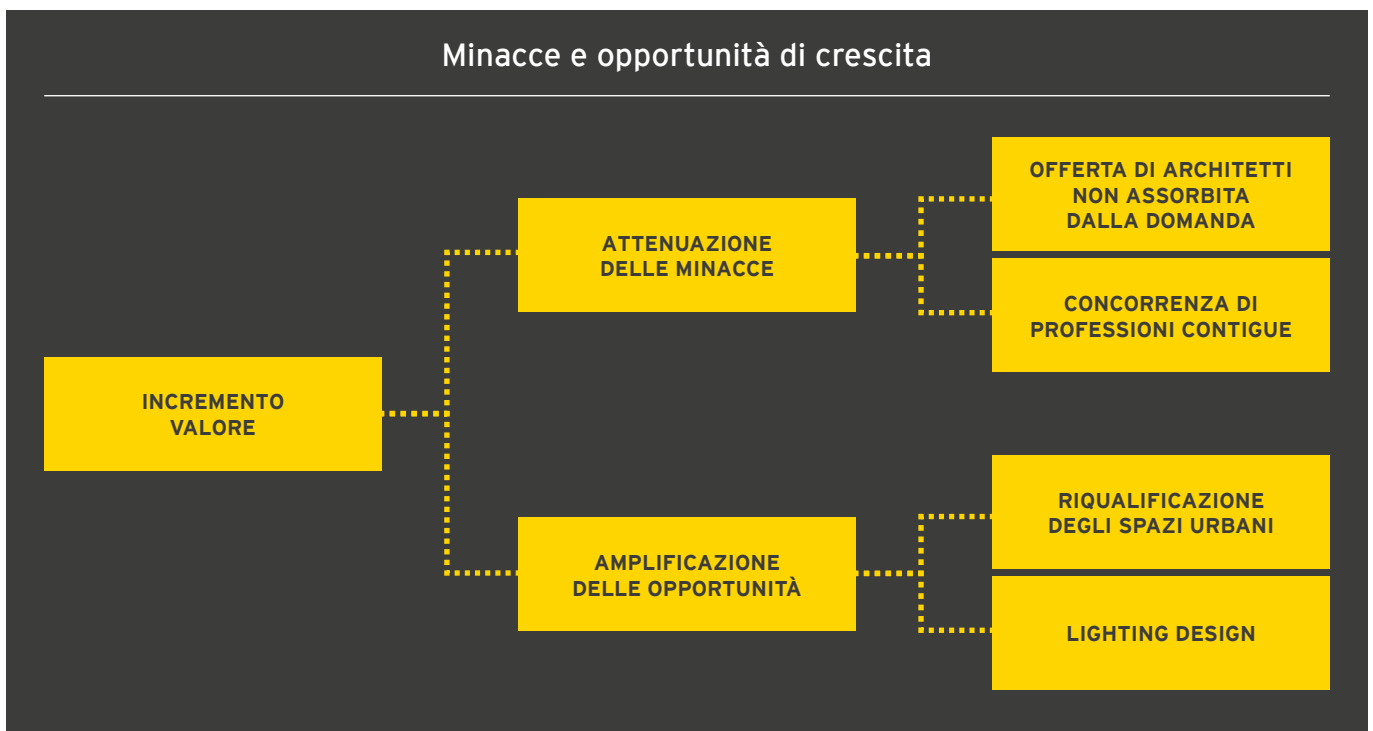 Minacce e opportunità di crescita
OFFERTA DI ARCHITETTI
NON ASSORBITA
DALLA DOMANDA
ATTENUAZIONE
DELLE MINACCE
CONCORRENZA DI
PROFESSIONI CONTIGUE
INCREMENTO
VALORE
RIQUALIFICAZIONE
DEGLI SPAZI URBANI
AMPLIFICAZIONE
DELLE OPPORTUNITÀ
LIGHTING DESIGN